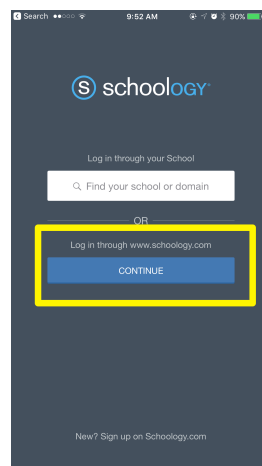 Search 9:52 AM 90%
S schoology
Log in through your School
Find your school or domain
OR
Log in through www.schoology.com
CONTINUE
New? Sign up on Schoology.com